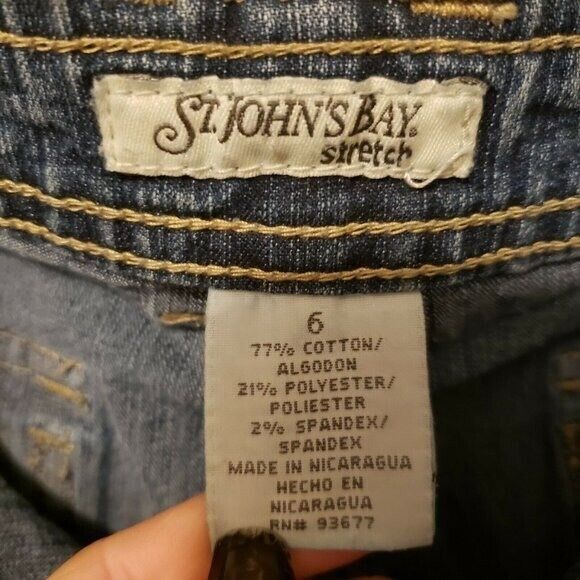 ST. JOHN'S BAY®
stretch
6
77% COTTON/
ALGODON
21% POLYESTER/
POLIESTER
2% SPANDEX/
SPANDEX
MADE IN NICARAGUA
HECHO EN
NICARAGUA
RN# 93677